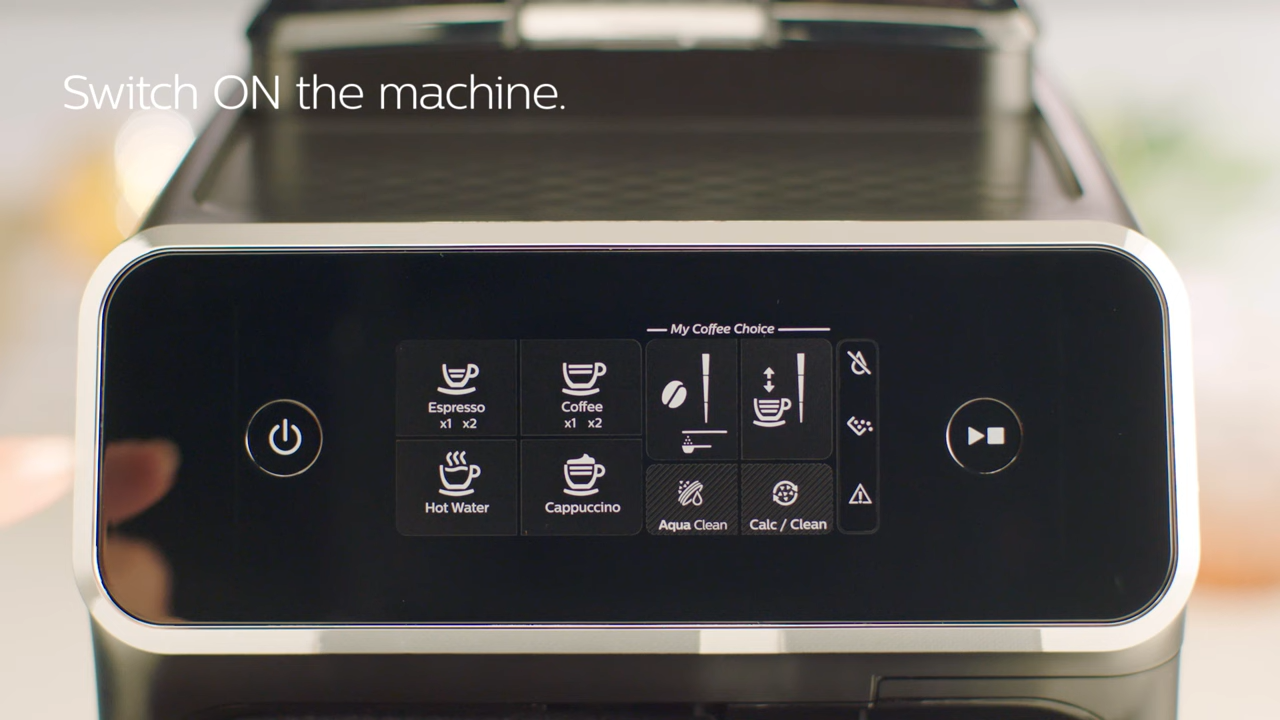 Switch ON the machine.
My Coffee Choice
Espresso
x1 x2
Coffee
x1 x2
Hot Water
Cappuccino
Aqua Clean
Calc / Clean